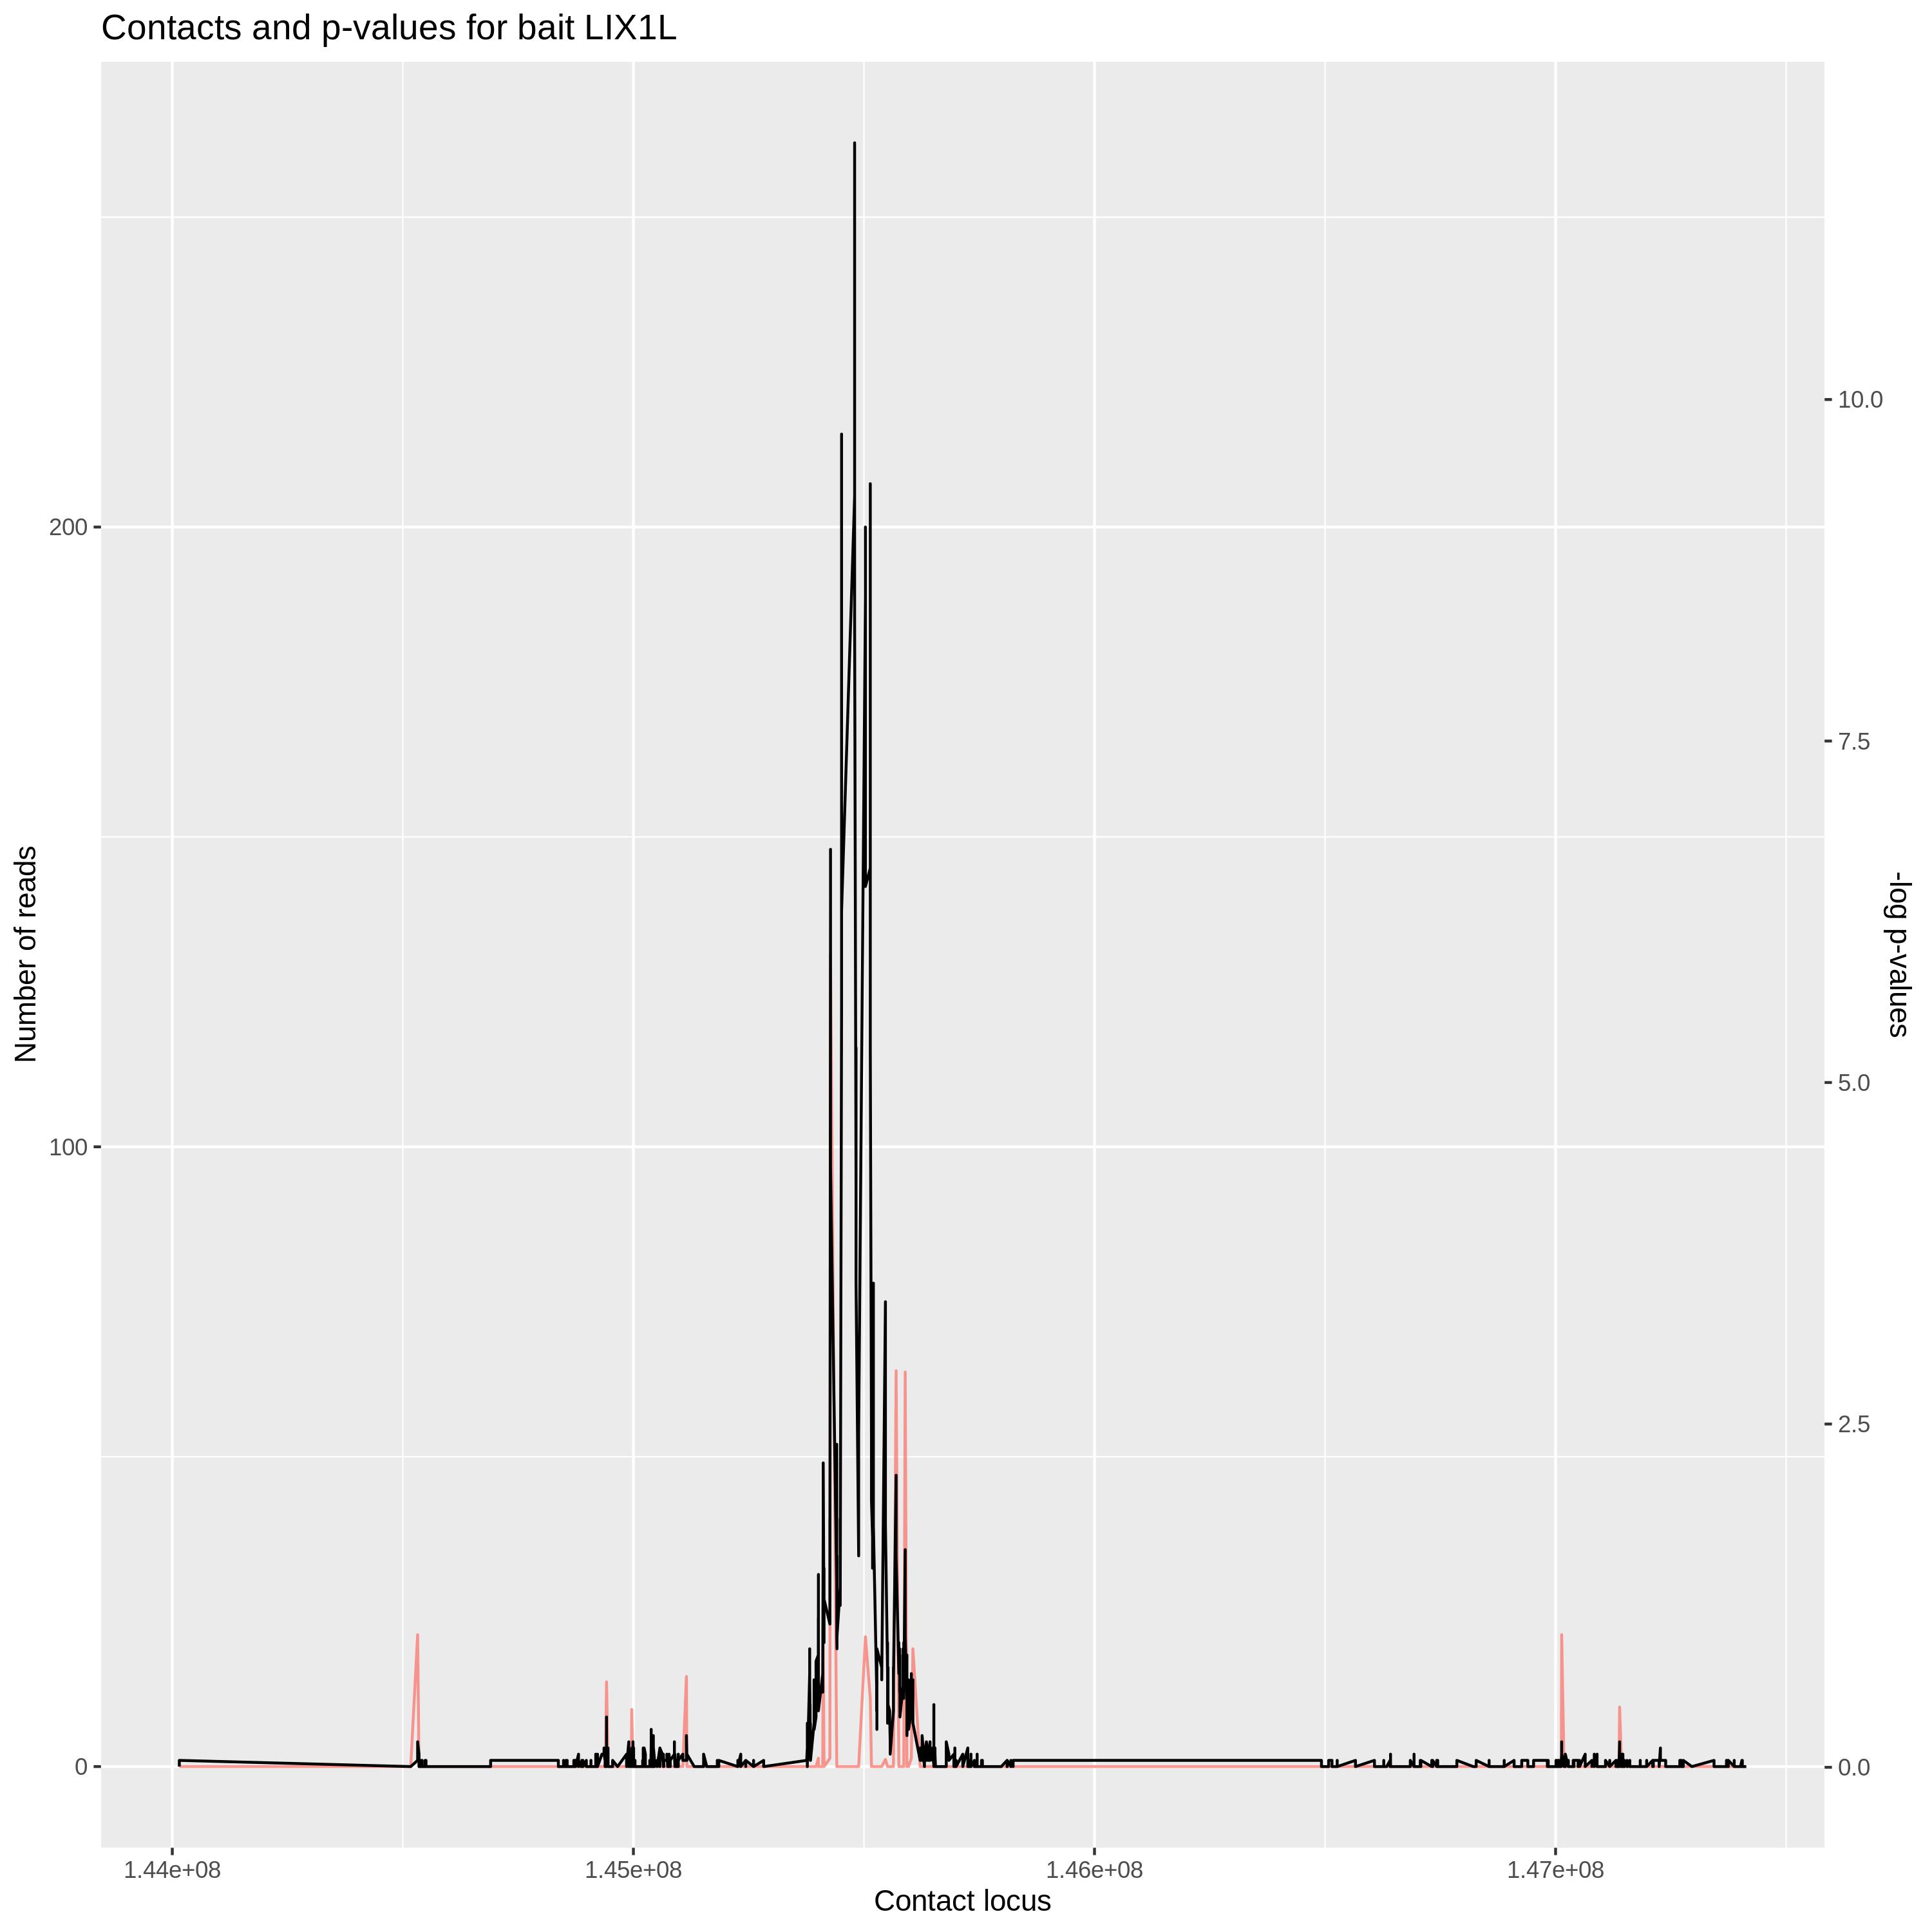 Contacts and p-values for bait LIX1L
Number of reads
200
100
0
10.0
7.5
5.0
2.5
0.0
-log p-values
1.44e+08
1.45e+08
1.46e+08
1.47e+08
Contact locus